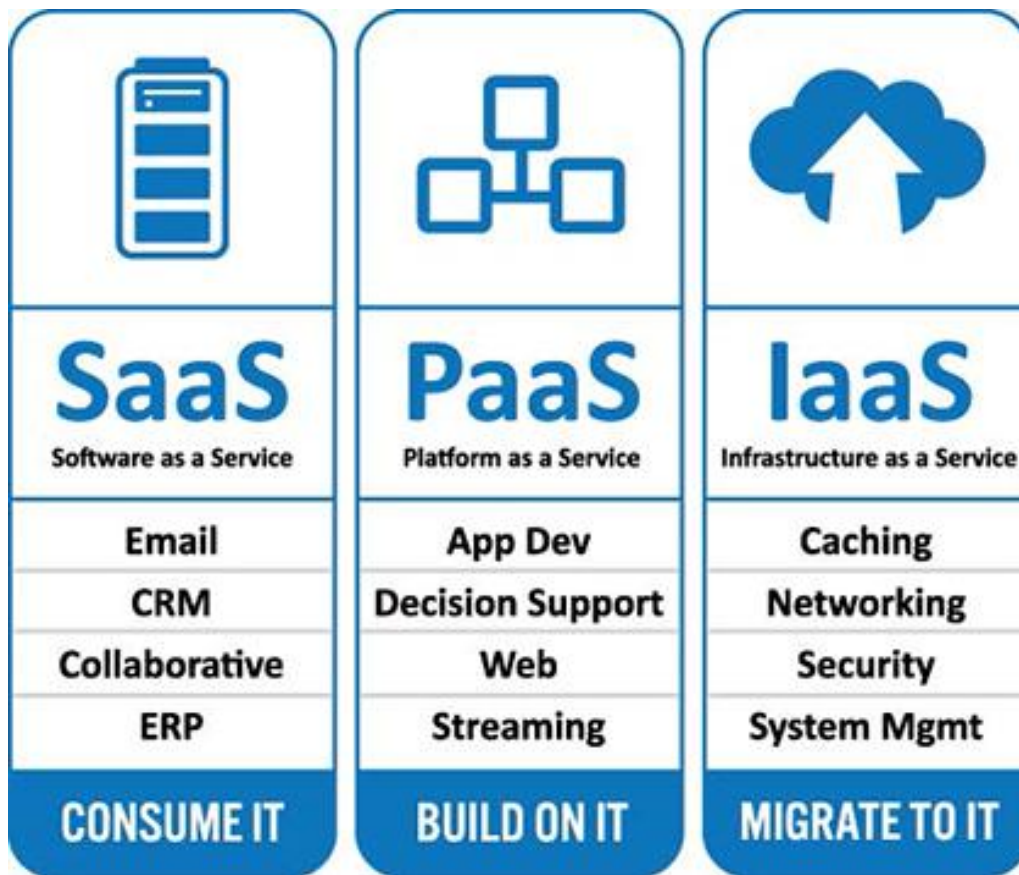 SaaS
Software as a Service
Email
CRM
Collaborative
ERP
CONSUME IT
PaaS
Platform as a Service
App Dev
Decision Support
Web
Streaming
BUILD ON IT
IaaS
Infrastructure as a Service
Caching
Networking
Security
System Mgmt
MIGRATE TO IT